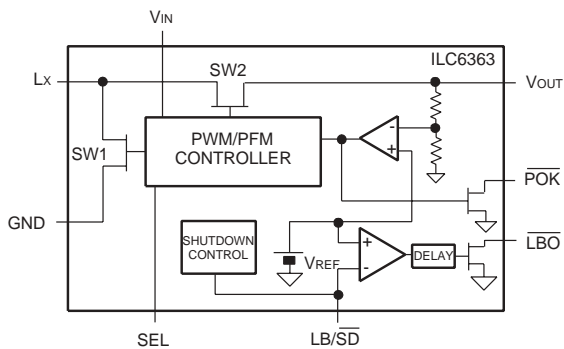 VIN
ILC6363
LX
SW2
VOUT
SW1
PWM/PFM
CONTROLLER
-
+
POK
GND
SHUTDOWN
CONTROL
VREF
+
-
DELAY
LBO
SEL
LB/SD